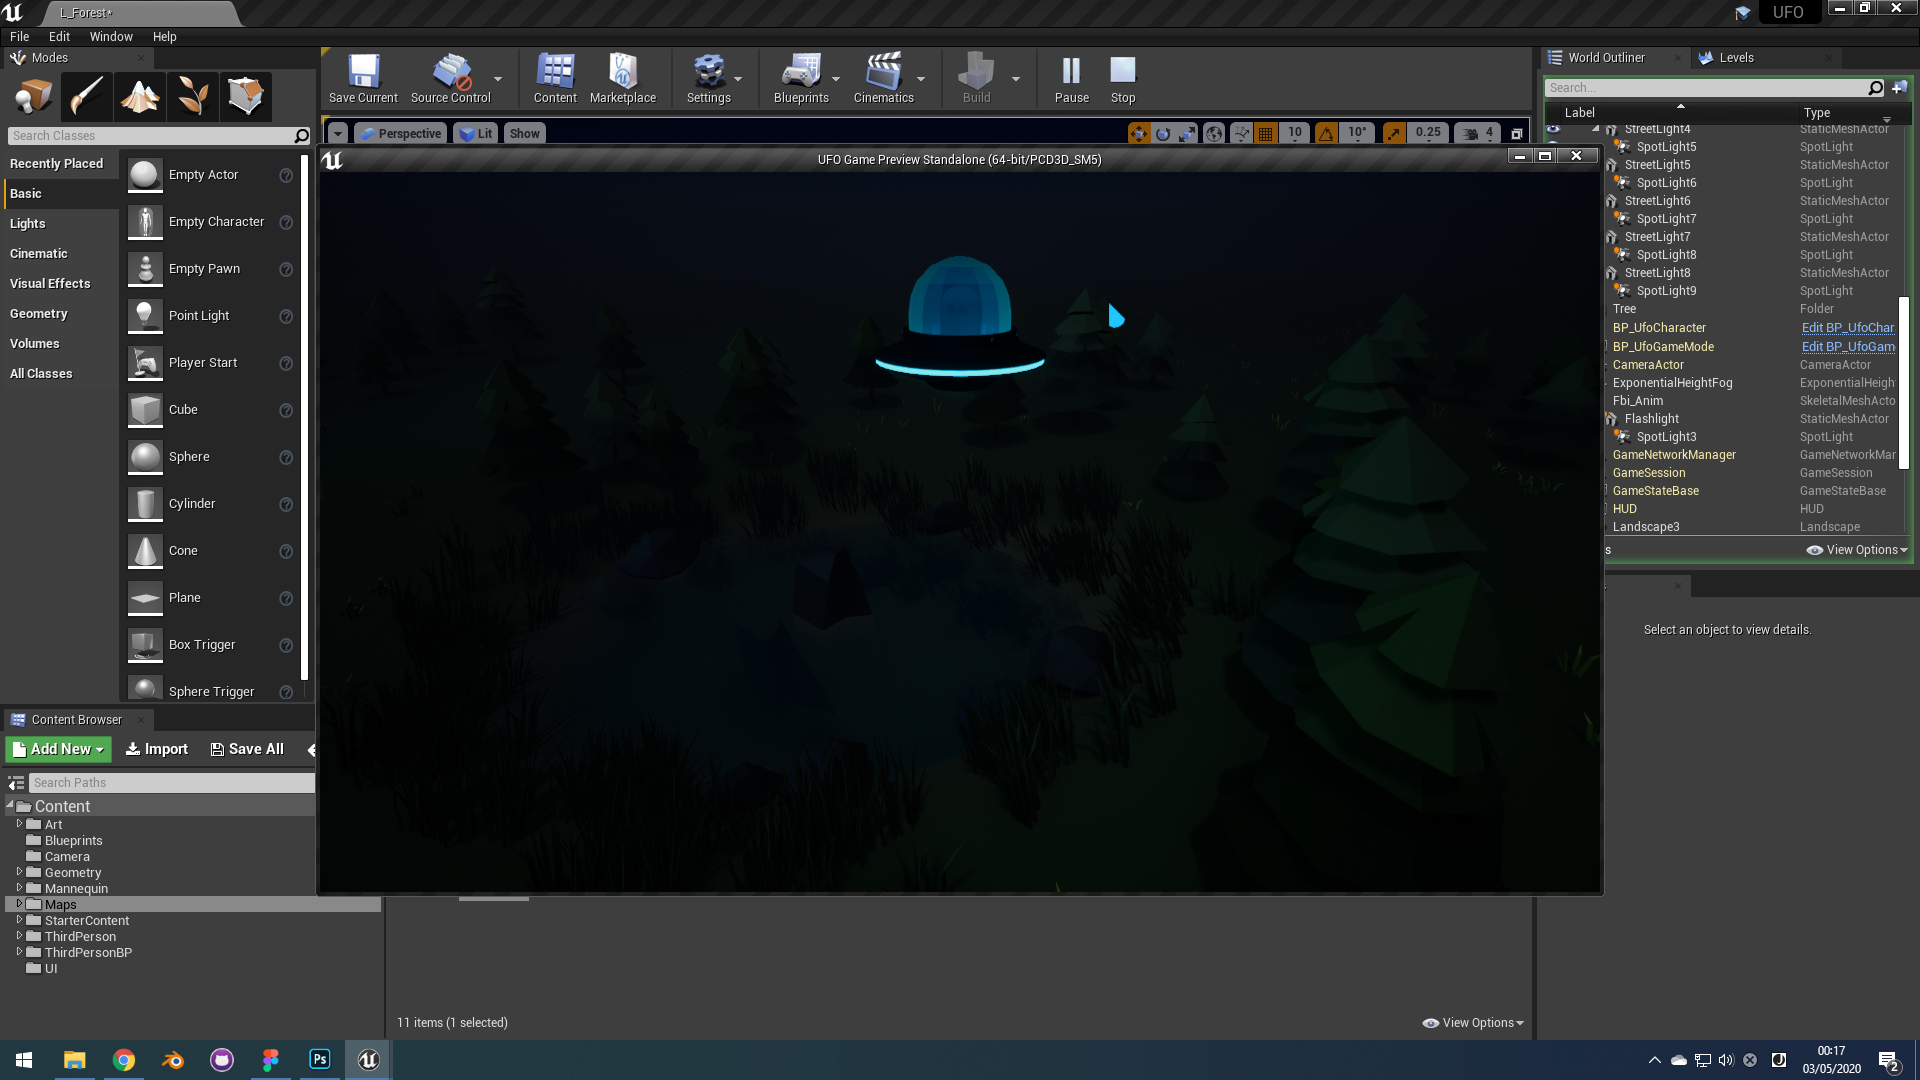 L_Forest*
UFO
File Edit Window Help
Modes
Search Classes
Recently Placed
Basic
Lights
Cinematic
Visual Effects
Geometry
Volumes
All Classes
Empty Actor
Empty Character
Empty Pawn
Point Light
Player Start
Cube
Sphere
Cylinder
Cone
Plane
Box Trigger
Sphere Trigger
Save Current
Source Control
Content
Marketplace
Settings
Blueprints
Cinematics
Build
Pause
Stop
Perspective
Lit
Show
10
10°
0.25
4
UFO Game Preview Standalone (64-bit/PCD3D_SM5)
World Outliner
Levels
Search...
Label Type
StreetLight4 StaticMeshActor
SpotLight5 SpotLight
StreetLight5 StaticMeshActor
SpotLight6 SpotLight
StreetLight6 StaticMeshActor
SpotLight7 SpotLight
StreetLight7 StaticMeshActor
SpotLight8 SpotLight
StreetLight8 StaticMeshActor
SpotLight9 SpotLight
Tree Folder
BP_UfoCharacter Edit BP_UfoChar
BP_UfoGameMode Edit BP_UfoGam
CameraActor CameraActor
ExponentialHeightFog ExponentialHeigh
Fbi_Anim SkeletalMeshActo
Flashlight StaticMeshActor
SpotLight3 SpotLight
GameNetworkManager GameNetworkMar
GameSession GameSession
GameStateBase GameStateBase
HUD HUD
Landscape3 Landscape
s View Options
Select an object to view details.
Content Browser
Add New Import Save All
Search Paths
Content
Art
Blueprints
Camera
Geometry
Mannequin
Maps
StarterContent
ThirdPerson
ThirdPersonBP
UI
11 items (1 selected)
View Options
Ps
00:17
03/05/2020
2